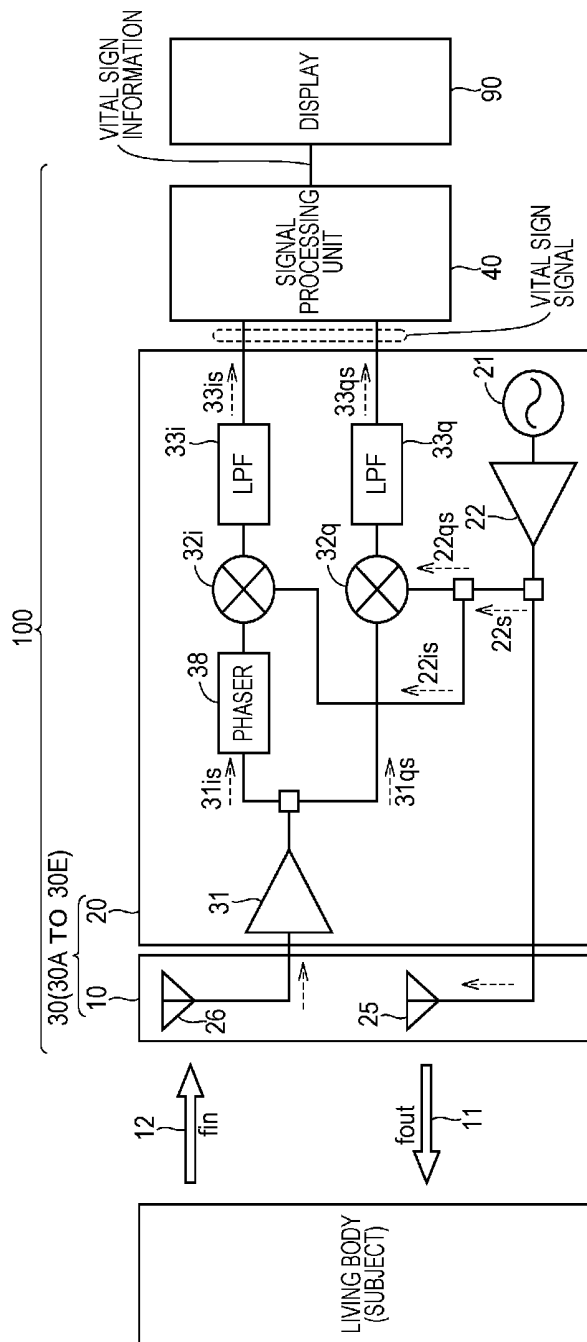 100
30(30A TO 30E)
10
20
LIVING BODY
(SUBJECT)
12
fin
fout
11
26
25
31
31is
31qs
38
PHASER
32i
32q
33i
LPF
33is
33q
LPF
33qs
22is
22qs
22s
22
21
SIGNAL
PROCESSING
UNIT
40
VITAL SIGN
SIGNAL
VITAL SIGN
INFORMATION
DISPLAY
90